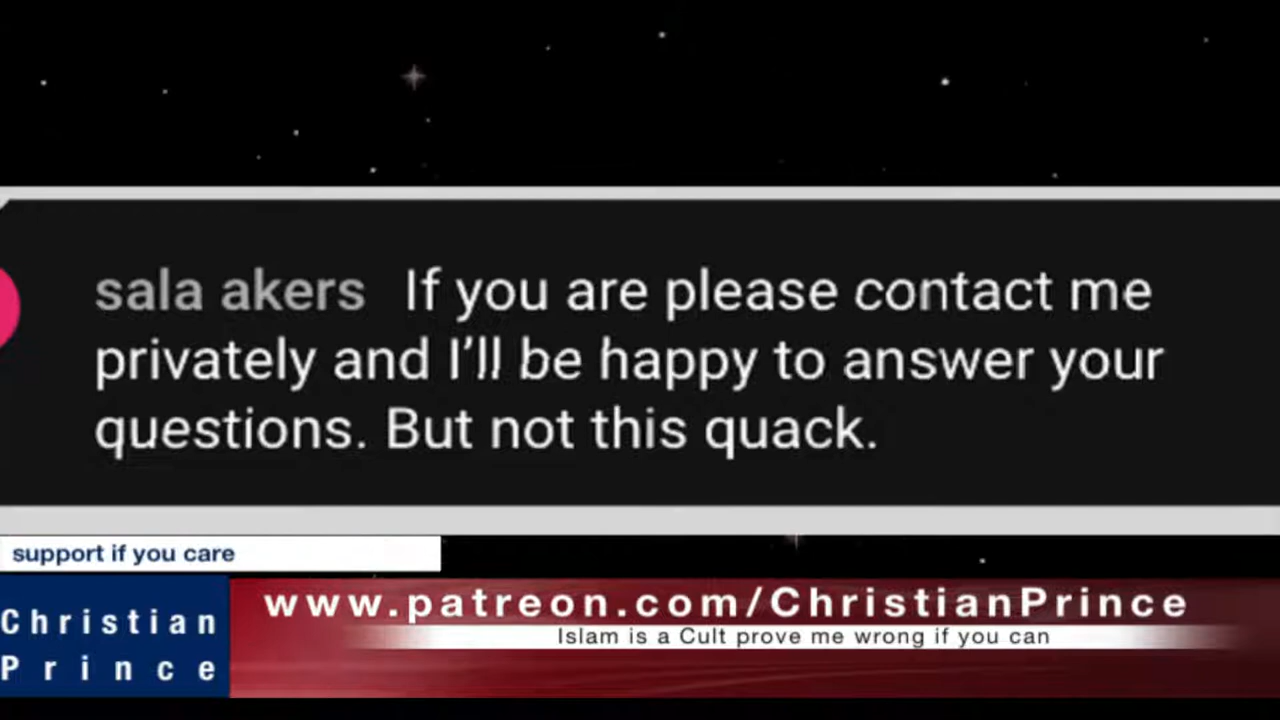 sala akers If you are please contact me
privately and I'll be happy to answer your
questions. But not this quack.
support if you care
Christian
Prince
www.patreon.com/ChristianPrince
Islam is a Cult prove me wrong if you can